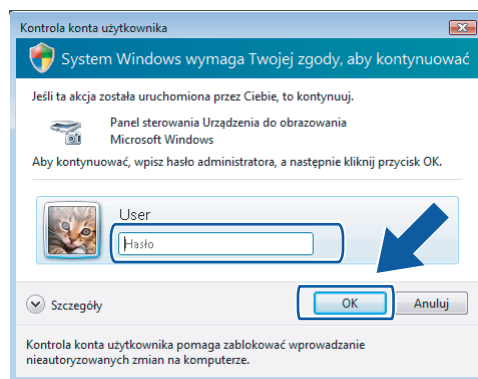 Kontrola konta użytkownika
System Windows wymaga Twojej zgody, aby kontynuować
Jeśli ta akcja została uruchomiona przez Ciebie, to kontynuuj.
Panel sterowania Urządzenia do obrazowania
Microsoft Windows
Aby kontynuować, wpisz hasło administratora, a następnie kliknij przycisk OK.
User
Hasło
Szczegóły
OK
Anuluj
Kontrola konta użytkownika pomaga zablokować wprowadzanie
nieautoryzowanych zmian na komputerze.